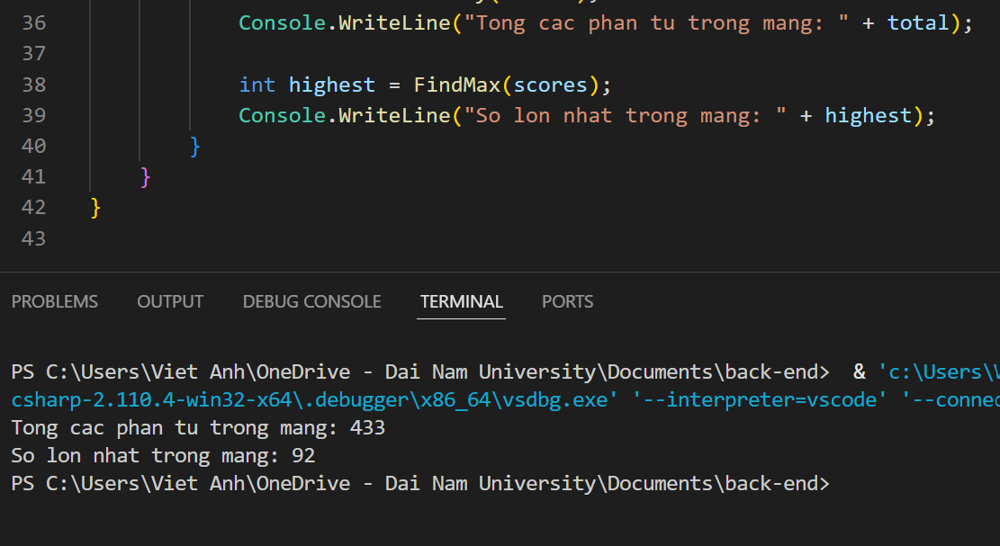 36 Console.WriteLine("Tong cac phan tu trong mang: " + total);
37
38 int highest = FindMax(scores);
39 Console.WriteLine("So lon nhat trong mang: " + highest);
40 }
41 }
42 }
43
PROBLEMS OUTPUT DEBUG CONSOLE TERMINAL PORTS
PS C:\Users\Viet Anh\OneDrive - Dai Nam University\Documents\back-end> & 'c:\Users\
csharp-2.110.4-win32-x64\.debugger\x86_64\vsdbg.exe' '--interpreter=vscode' '--connec
Tong cac phan tu trong mang: 433
So lon nhat trong mang: 92
PS C:\Users\Viet Anh\OneDrive - Dai Nam University\Documents\back-end>